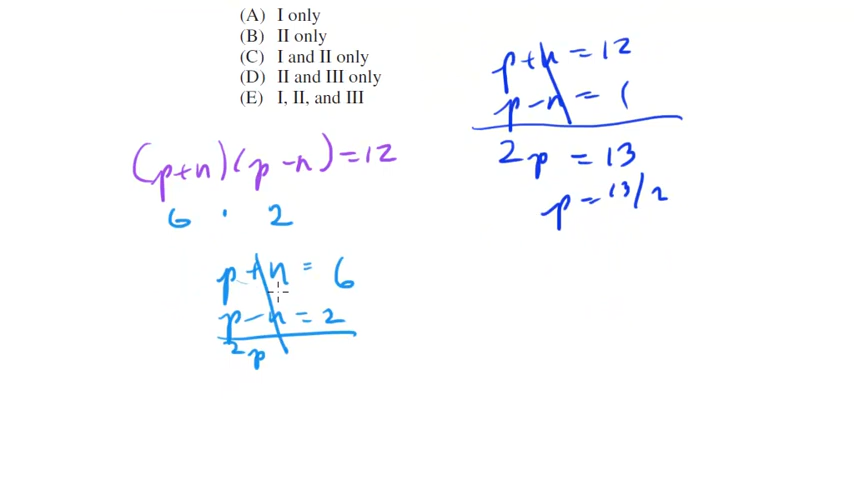 (A) I only
(B) II only
(C) I and II only
(D) II and III only
(E) I, II, and III
p+n = 12
p-n = 1
2p = 13
p = 13/2
(p+n)(p-n)=12
6 · 2
p+n = 6
p-n = 2
2p